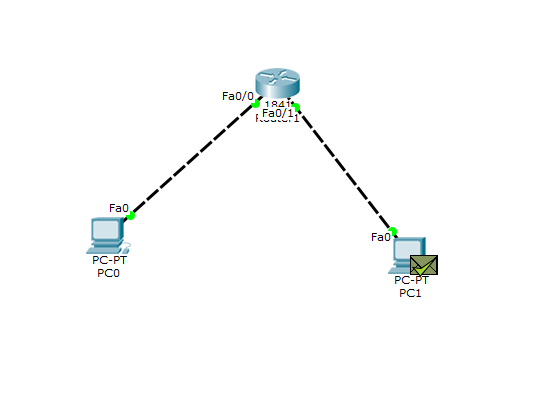 Fa0/0
1841
Fa0/1
Router1
Fa0
PC-PT
PC0
Fa0
PC-PT
PC1